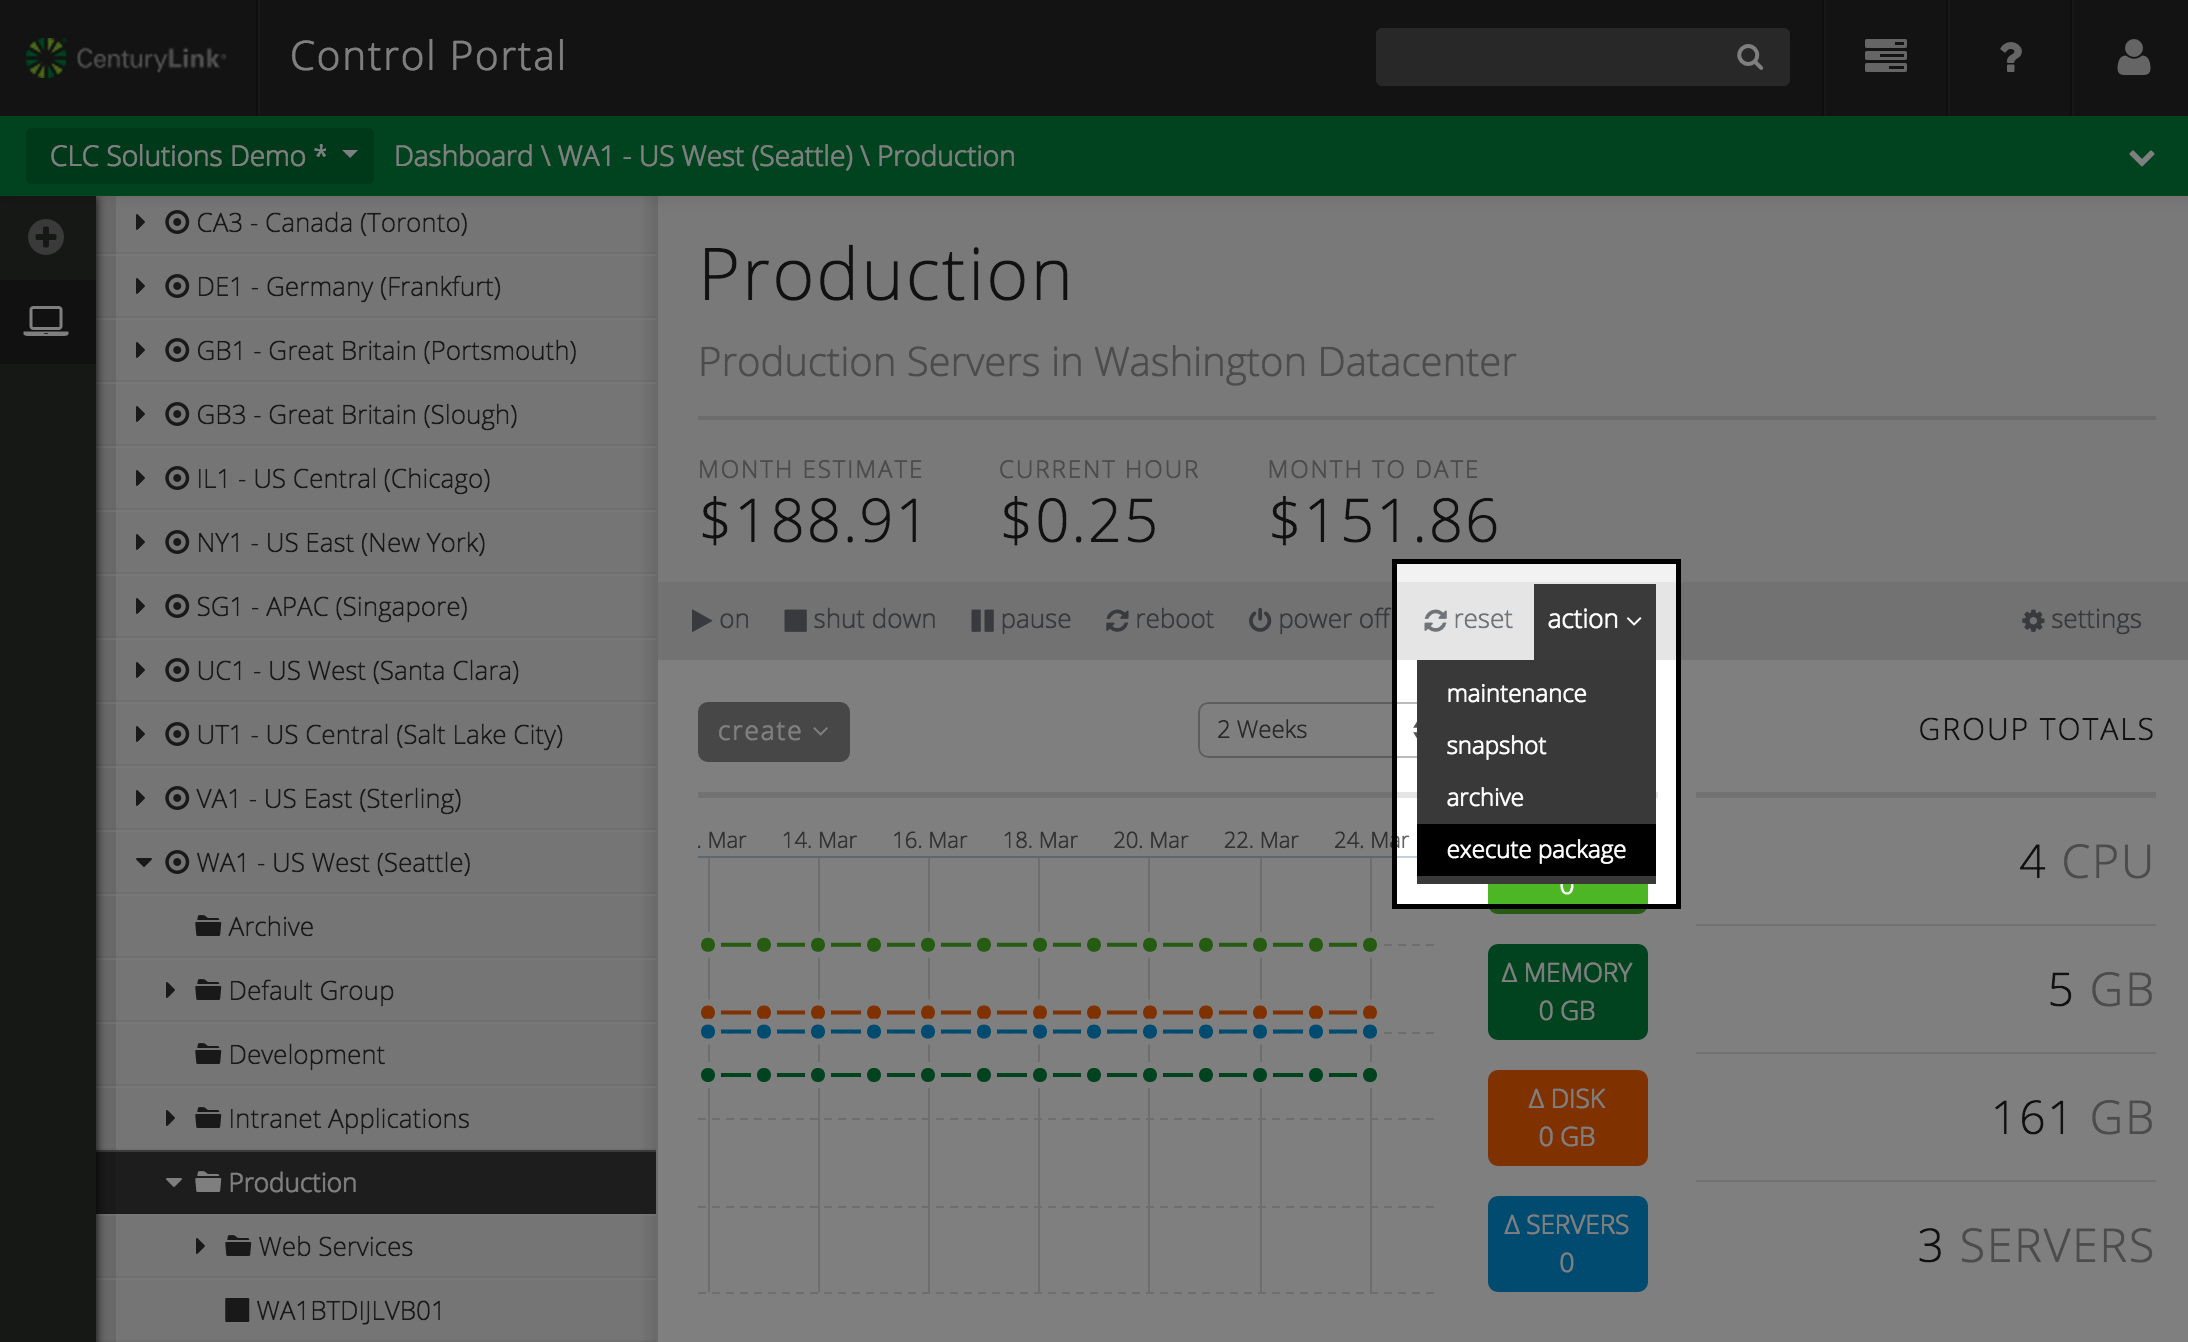 CenturyLink
Control Portal
?
CLC Solutions Demo *
Dashboard \ WA1 - US West (Seattle) \ Production
CA3 - Canada (Toronto)
DE1 - Germany (Frankfurt)
GB1 - Great Britain (Portsmouth)
GB3 - Great Britain (Slough)
IL1 - US Central (Chicago)
NY1 - US East (New York)
SG1 - APAC (Singapore)
UC1 - US West (Santa Clara)
UT1 - US Central (Salt Lake City)
VA1 - US East (Sterling)
WA1 - US West (Seattle)
Archive
Default Group
Development
Intranet Applications
Production
Web Services
WA1BTDIJLVB01
Production
Production Servers in Washington Datacenter
MONTH ESTIMATE
$188.91
CURRENT HOUR
$0.25
MONTH TO DATE
$151.86
on shut down pause reboot power off reset action settings
maintenance
snapshot
archive
execute package
create
2 Weeks
. Mar 14. Mar 16. Mar 18. Mar 20. Mar 22. Mar 24. Mar
0
Δ MEMORY
0 GB
Δ DISK
0 GB
Δ SERVERS
0
GROUP TOTALS
4 CPU
5 GB
161 GB
3 SERVERS